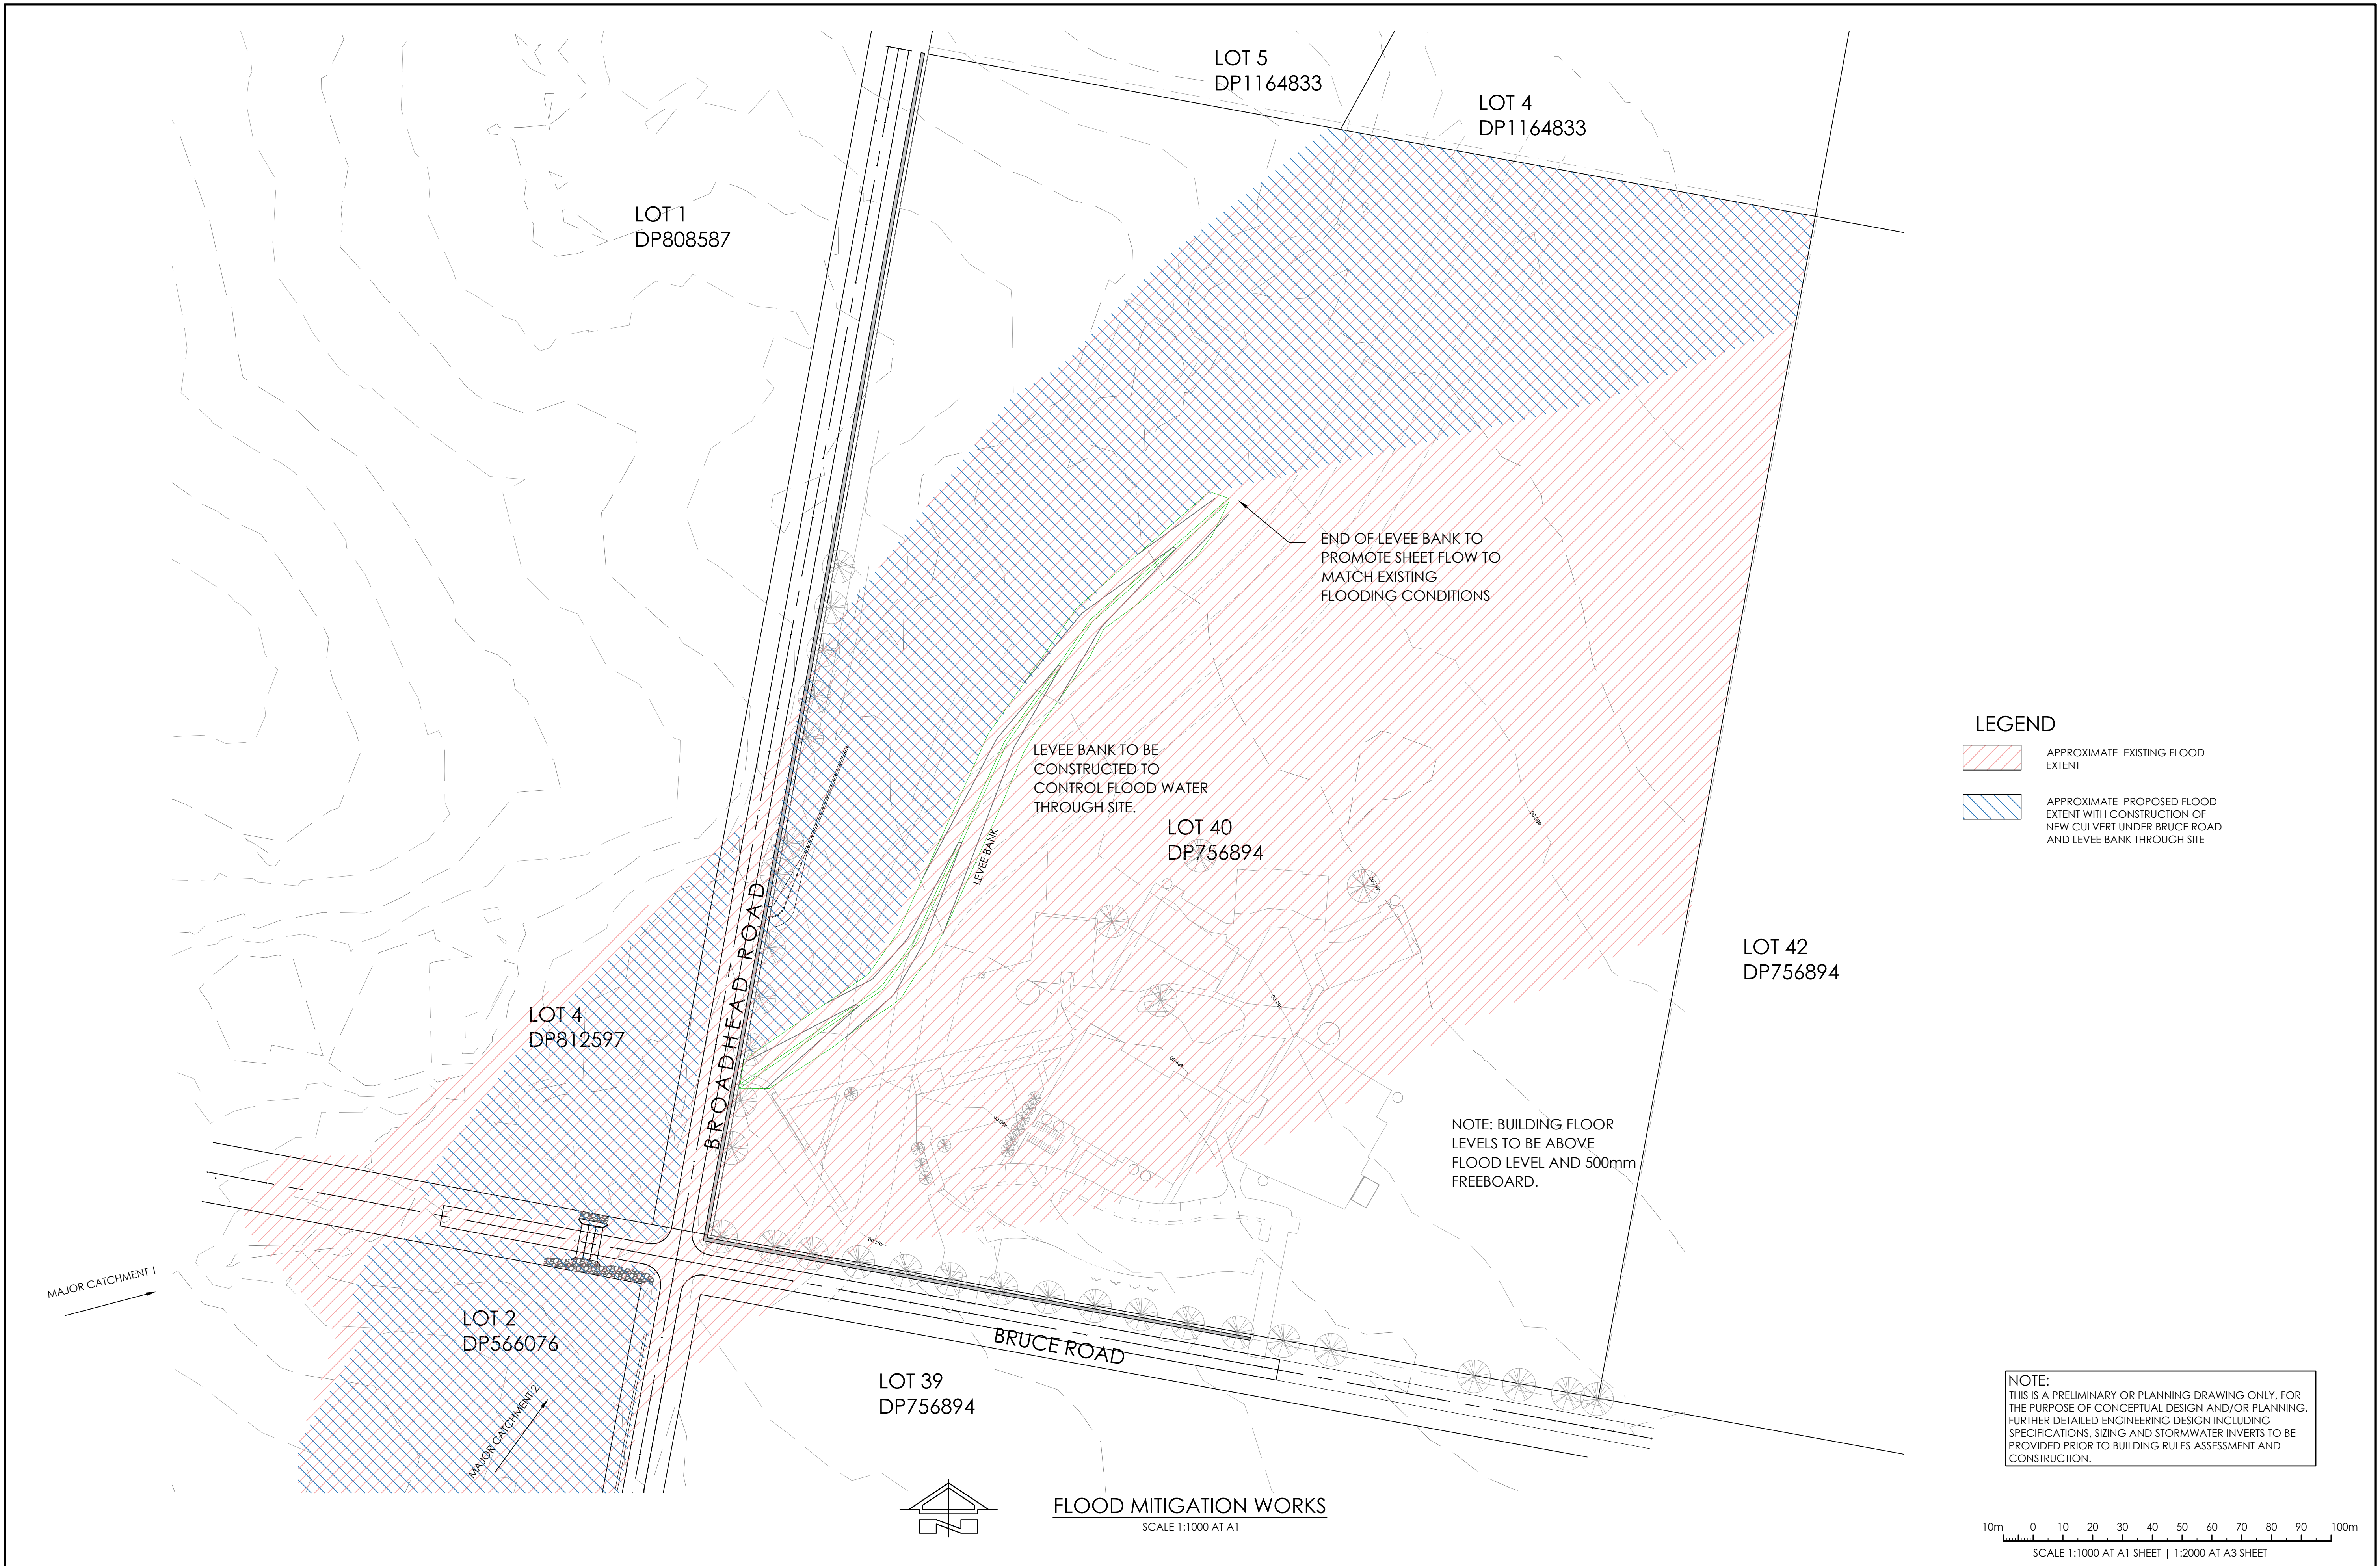 LOT 5
DP1164833
LOT 4
DP1164833
LOT 1
DP808587
END OF LEVEE BANK TO
PROMOTE SHEET FLOW TO
MATCH EXISTING
FLOODING CONDITIONS
LEGEND
APPROXIMATE EXISTING FLOOD
EXTENT
APPROXIMATE PROPOSED FLOOD
EXTENT WITH CONSTRUCTION OF
NEW CULVERT UNDER BRUCE ROAD
AND LEVEE BANK THROUGH SITE
LEVEE BANK TO BE
CONSTRUCTED TO
CONTROL FLOOD WATER
THROUGH SITE.
LEVEE BANK
LOT 40
DP756894
BROADHEAD ROAD
LOT 42
DP756894
LOT 4
DP812597
NOTE: BUILDING FLOOR
LEVELS TO BE ABOVE
FLOOD LEVEL AND 500mm
FREEBOARD.
MAJOR CATCHMENT 1
LOT 2
DP566076
MAJOR CATCHMENT 2
BRUCE ROAD
LOT 39
DP756894
NOTE:
THIS IS A PRELIMINARY OR PLANNING DRAWING ONLY, FOR
THE PURPOSE OF CONCEPTUAL DESIGN AND/OR PLANNING.
FURTHER DETAILED ENGINEERING DESIGN INCLUDING
SPECIFICATIONS, SIZING AND STORMWATER INVERTS TO BE
PROVIDED PRIOR TO BUILDING RULES ASSESSMENT AND
CONSTRUCTION.
N
FLOOD MITIGATION WORKS
SCALE 1:1000 AT A1
10m 0 10 20 30 40 50 60 70 80 90 100m
SCALE 1:1000 AT A1 SHEET | 1:2000 AT A3 SHEET